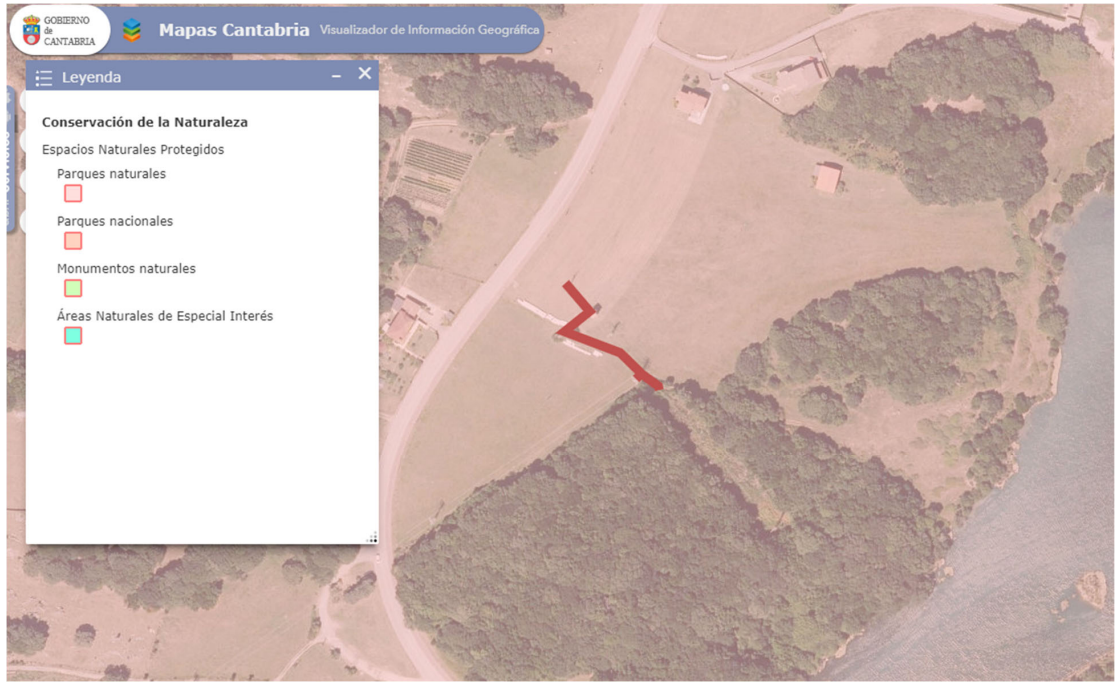 GOBIERNO
de
CANTABRIA
Mapas Cantabria Visualizador de Información Geográfica
Leyenda
Conservación de la Naturaleza
Espacios Naturales Protegidos
Parques naturales
Parques nacionales
Monumentos naturales
Áreas Naturales de Especial Interés